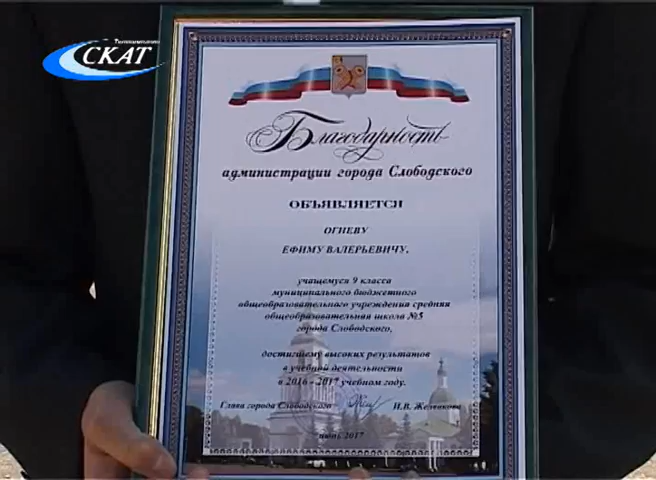 СКАТ
Благодарность
администрации города Слободского
ОБЪЯВЛЯЕТСЯ
ОГНЕВУ
ЕФИМУ ВАЛЕРЬЕВИЧУ,
учащемуся 9 класса
муниципального бюджетного
общеобразовательного учреждения средняя
общеобразовательная школа №5
города Слободского,
достигшему высоких результатов
в учебной деятельности
в 2016 - 2017 учебном году.
Глава города Слободского И.В. Желвакова
июнь 2017